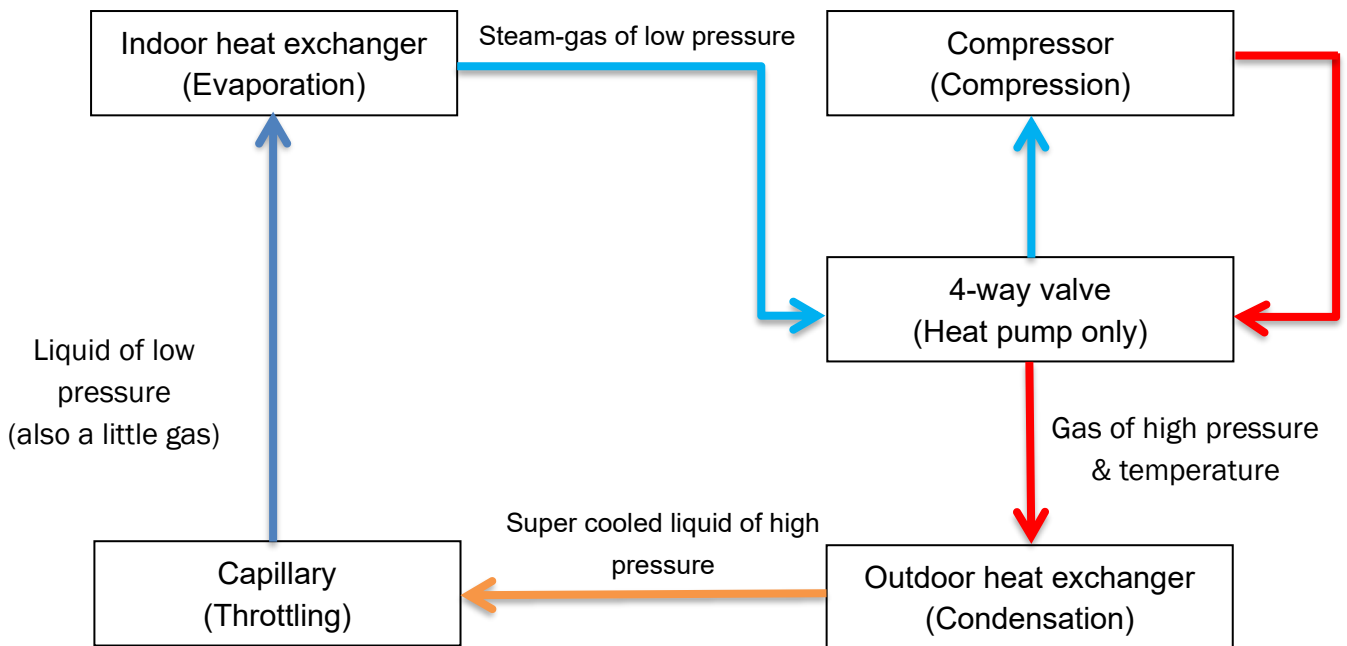 Indoor heat exchanger
(Evaporation)
Steam-gas of low pressure
Compressor
(Compression)
4-way valve
(Heat pump only)
Liquid of low
pressure
(also a little gas)
Gas of high pressure
& temperature
Super cooled liquid of high
pressure
Capillary
(Throttling)
Outdoor heat exchanger
(Condensation)